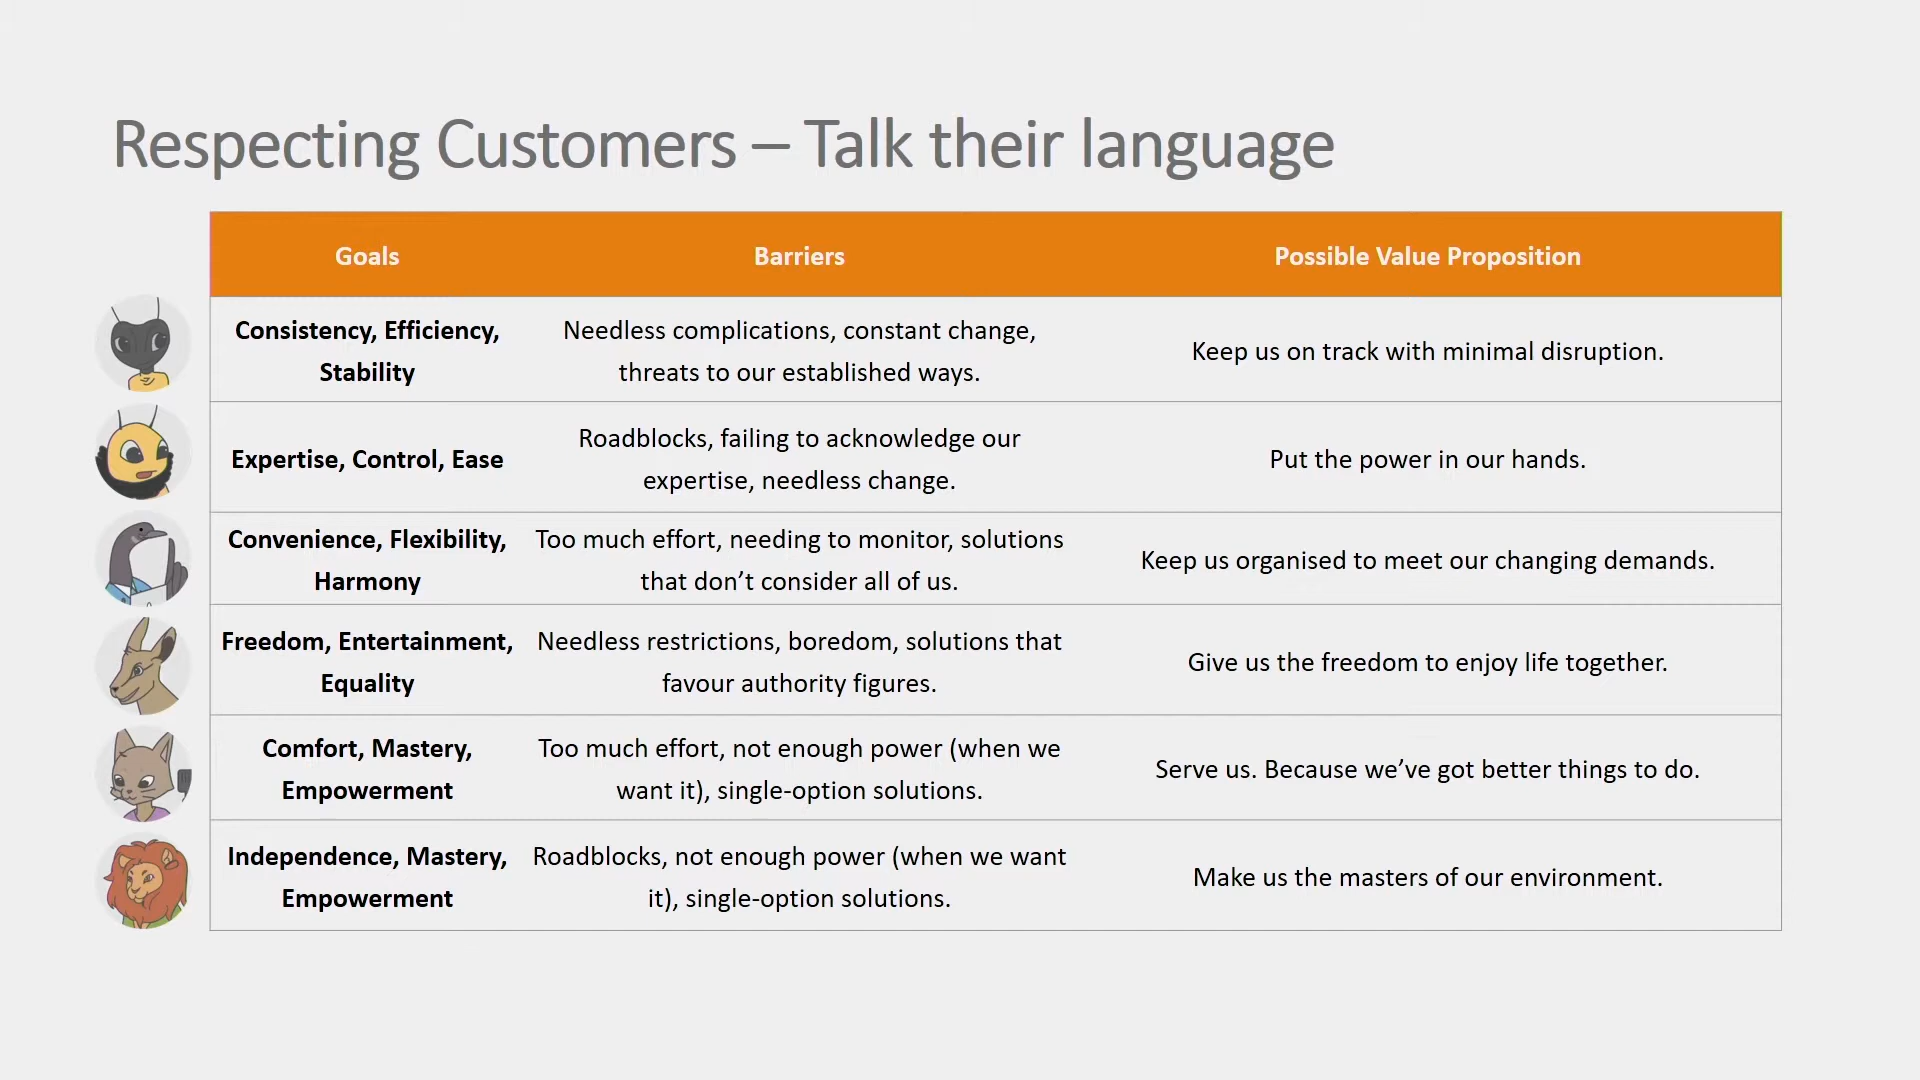 Respecting Customers – Talk their language
Goals
Barriers
Possible Value Proposition
Consistency, Efficiency,
Stability
Needless complications, constant change,
threats to our established ways.
Keep us on track with minimal disruption.
Expertise, Control, Ease
Roadblocks, failing to acknowledge our
expertise, needless change.
Put the power in our hands.
Convenience, Flexibility,
Harmony
Too much effort, needing to monitor, solutions
that don’t consider all of us.
Keep us organised to meet our changing demands.
Freedom, Entertainment,
Equality
Needless restrictions, boredom, solutions that
favour authority figures.
Give us the freedom to enjoy life together.
Comfort, Mastery,
Empowerment
Too much effort, not enough power (when we
want it), single-option solutions.
Serve us. Because we’ve got better things to do.
Independence, Mastery,
Empowerment
Roadblocks, not enough power (when we want
it), single-option solutions.
Make us the masters of our environment.